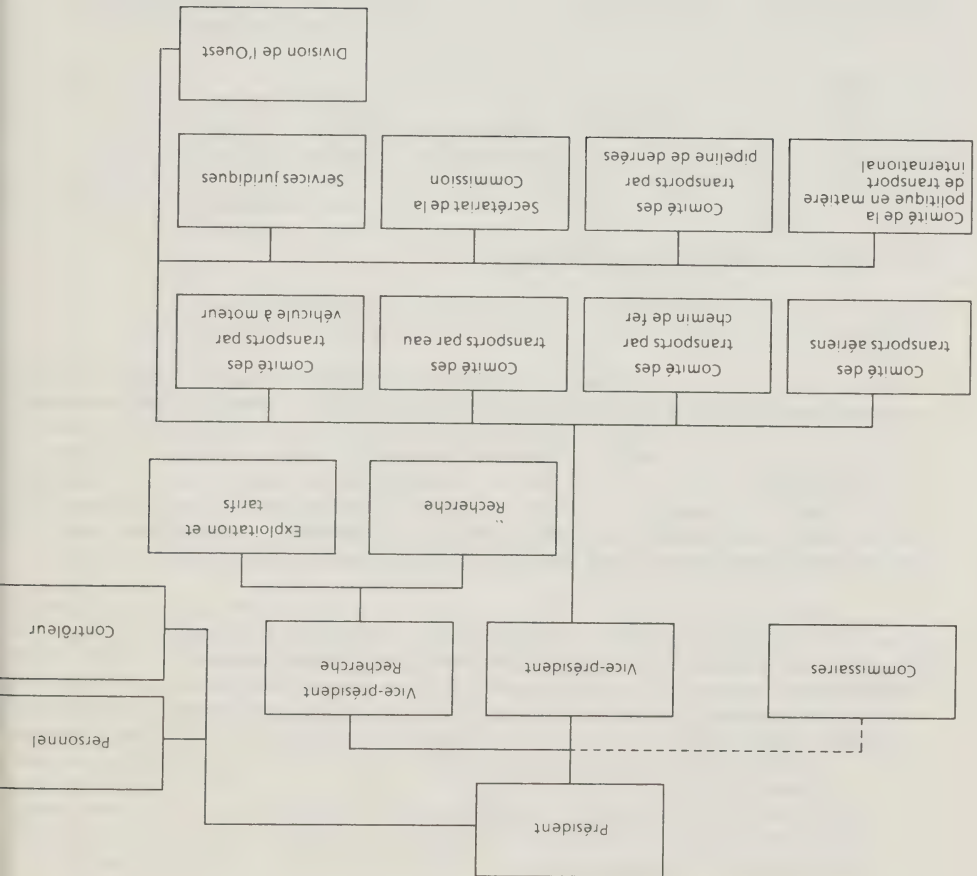 Président
Personnel
Contrôleur
Commissaires
Vice-président
Vice-président
Recherche
Recherche
Exploitation et
tarifs
Comité des
transports aériens
Comité des
transports par
chemin de fer
Comité des
transports par eau
Comité des
transports par
véhicule à moteur
Comité de la
politique en matière
de transport
international
Comité des
transports par
pipeline de denrées
Secrétariat de la
Commission
Services juridiques
Division de l'Ouest